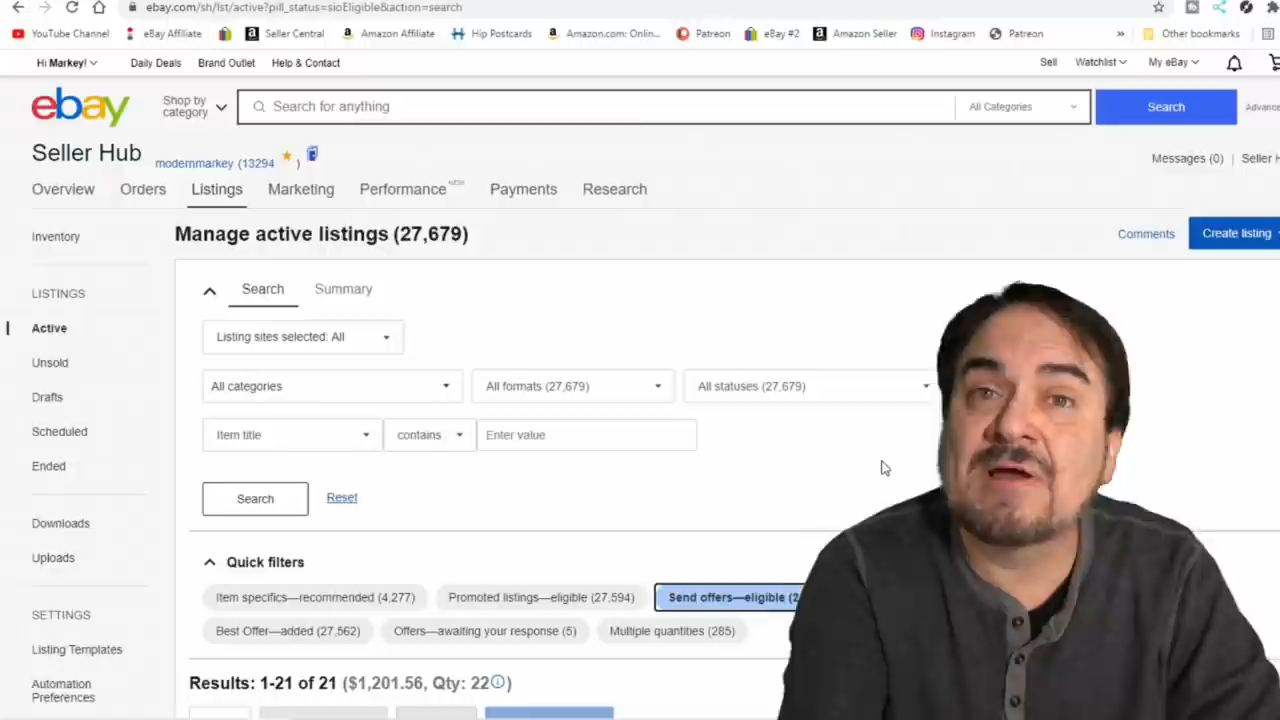 ebay.com/sh/lst/active?pill_status=sioEligible&action=search
YouTube Channel eBay Affiliate Seller Central Amazon Affiliate Hip Postcards Amazon.com: Onlin... Patreon eBay #2 Amazon Seller Instagram Patreon » Other bookmarks
Hi Markey! Daily Deals Brand Outlet Help & Contact Sell Watchlist My eBay
ebay Shop by category Search for anything All Categories Search Advance
Seller Hub modernmarkey (13294 ) Messages (0) | Seller H
Overview Orders Listings Marketing Performance NEW Payments Research
Inventory
Manage active listings (27,679) Comments Create listing
LISTINGS
Active
Unsold
Drafts
Scheduled
Ended
Downloads
Uploads
SETTINGS
Listing Templates
Automation
Preferences
Search Summary
Listing sites selected: All
All categories All formats (27,679) All statuses (27,679)
Item title contains Enter value
Search Reset
Quick filters
Item specifics—recommended (4,277) Promoted listings—eligible (27,594) Send offers—eligible (2
Best Offer—added (27,562) Offers—awaiting your response (5) Multiple quantities (285)
Results: 1-21 of 21 ($1,201.56, Qty: 22 )